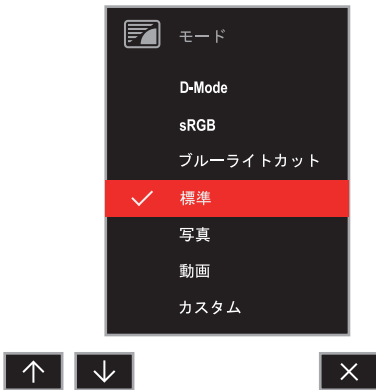 モード
D-Mode
sRGB
ブルーライトカット
標準
写真
動画
カスタム